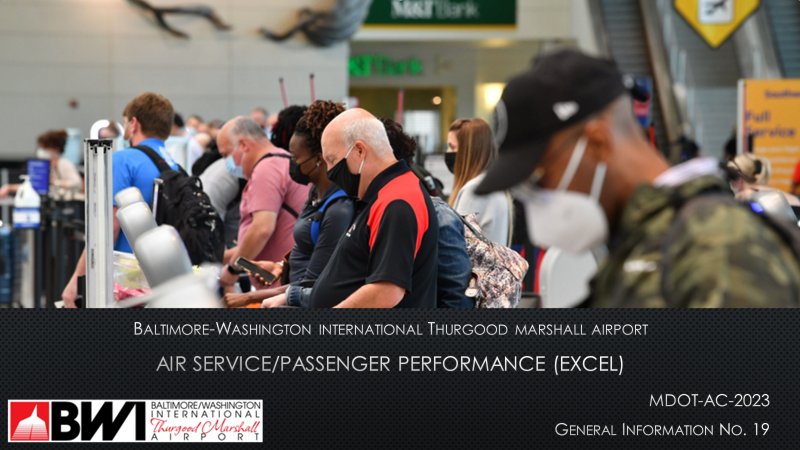 M&T Bank
M&T Bank
Southwest
Full
Service
BALTIMORE-WASHINGTON INTERNATIONAL THURGOOD MARSHALL AIRPORT
AIR SERVICE/PASSENGER PERFORMANCE (EXCEL)
MDOT-AC-2023
GENERAL INFORMATION NO. 19
BWI
BALTIMORE/WASHINGTON
INTERNATIONAL
Thurgood Marshall
AIRPORT